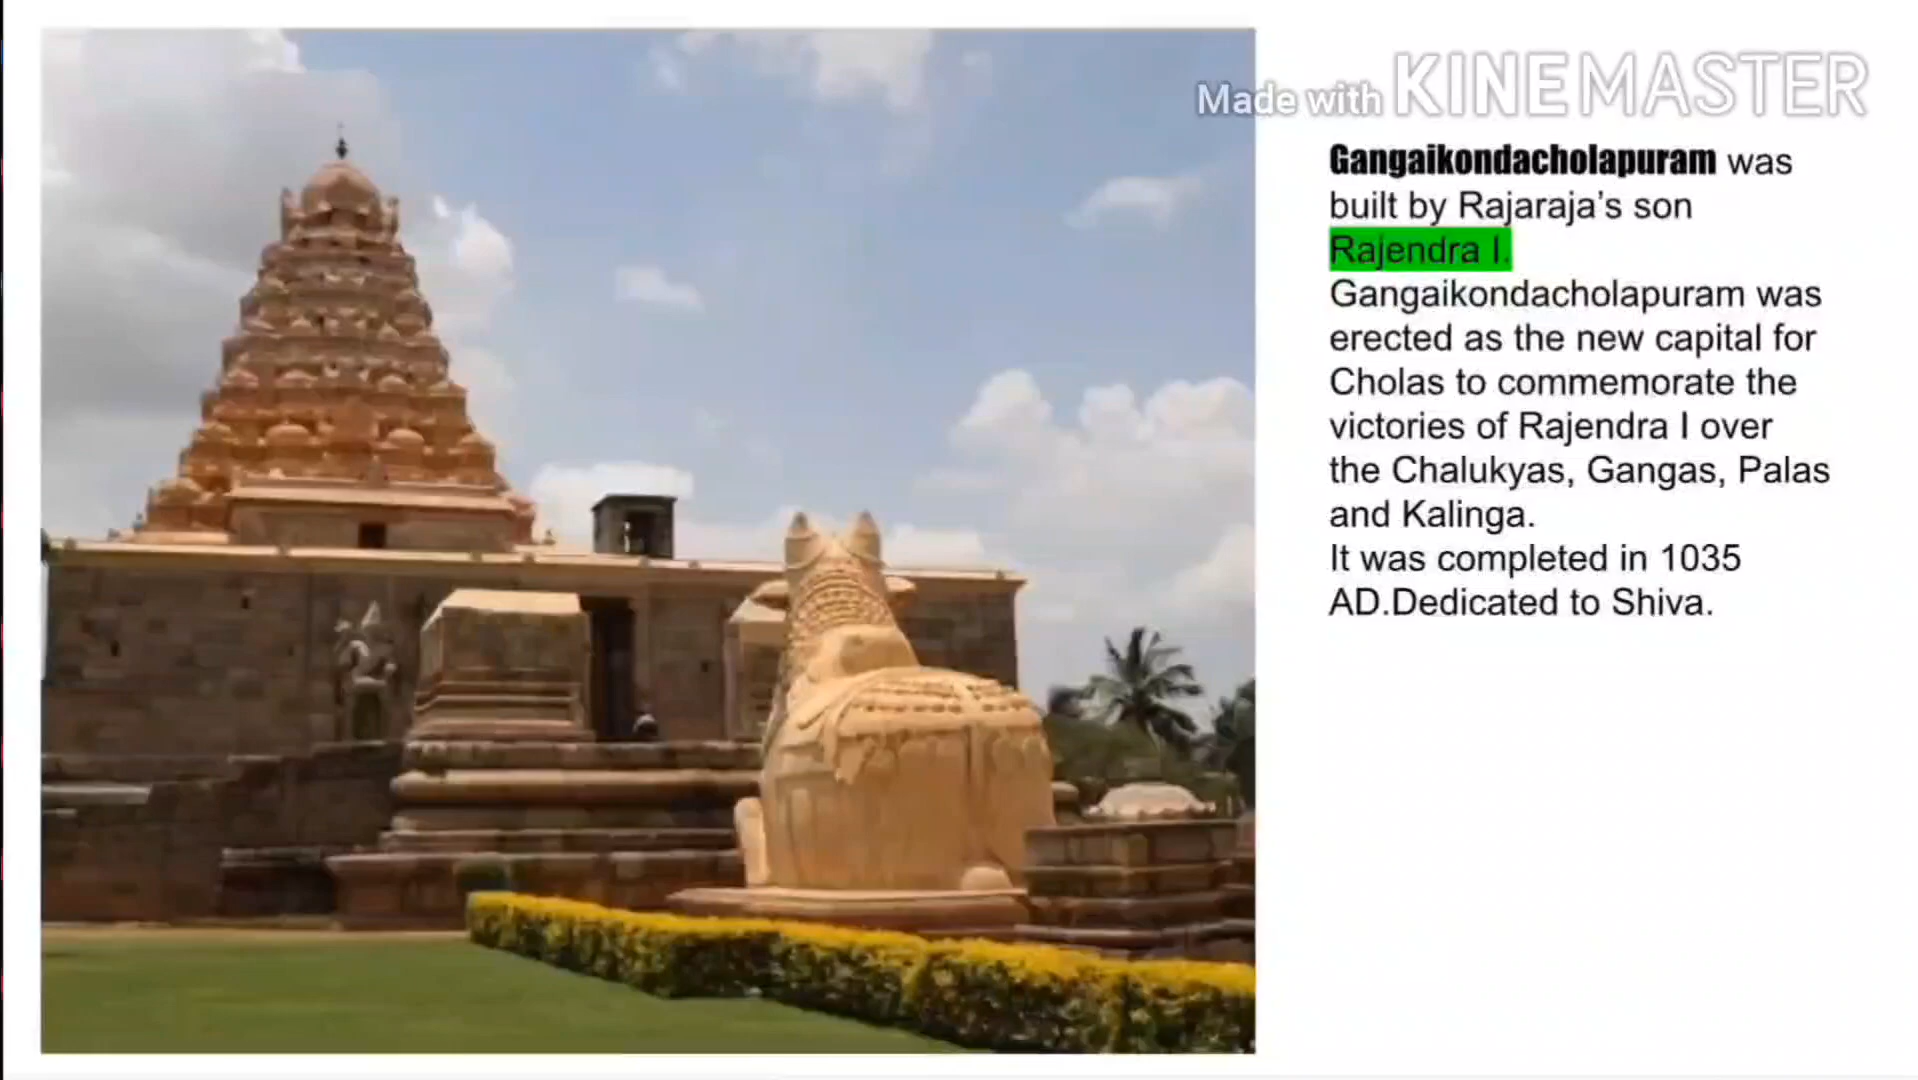 Made with KINEMASTER
Gangaikondacholapuram was
built by Rajaraja’s son
Rajendra I.
Gangaikondacholapuram was
erected as the new capital for
Cholas to commemorate the
victories of Rajendra I over
the Chalukyas, Gangas, Palas
and Kalinga.
It was completed in 1035
AD.Dedicated to Shiva.